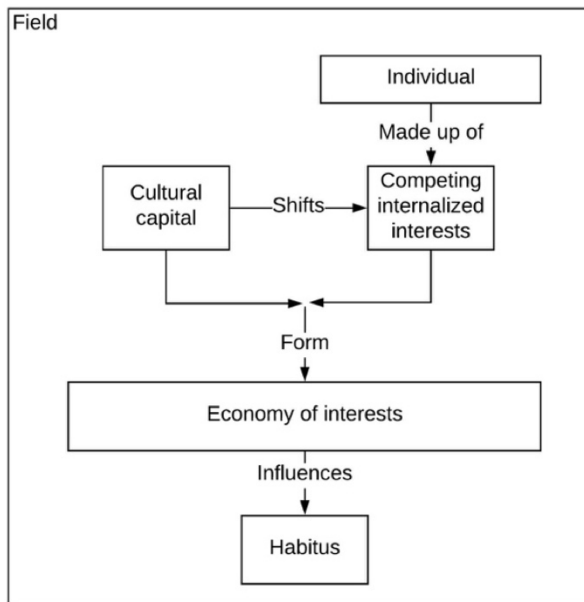 Field
Individual
Made up of
Cultural
capital
Shifts
Competing
internalized
interests
Form
Economy of interests
Influences
Habitus